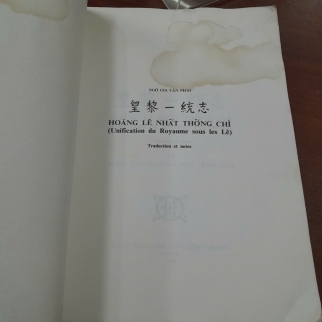 NGÔ GIA VĂN PHÁI
皇黎一統志
HOÀNG LÊ NHẤT THỐNG CHÍ
(Unification du Royaume sous les Lê)
Traduction et notes